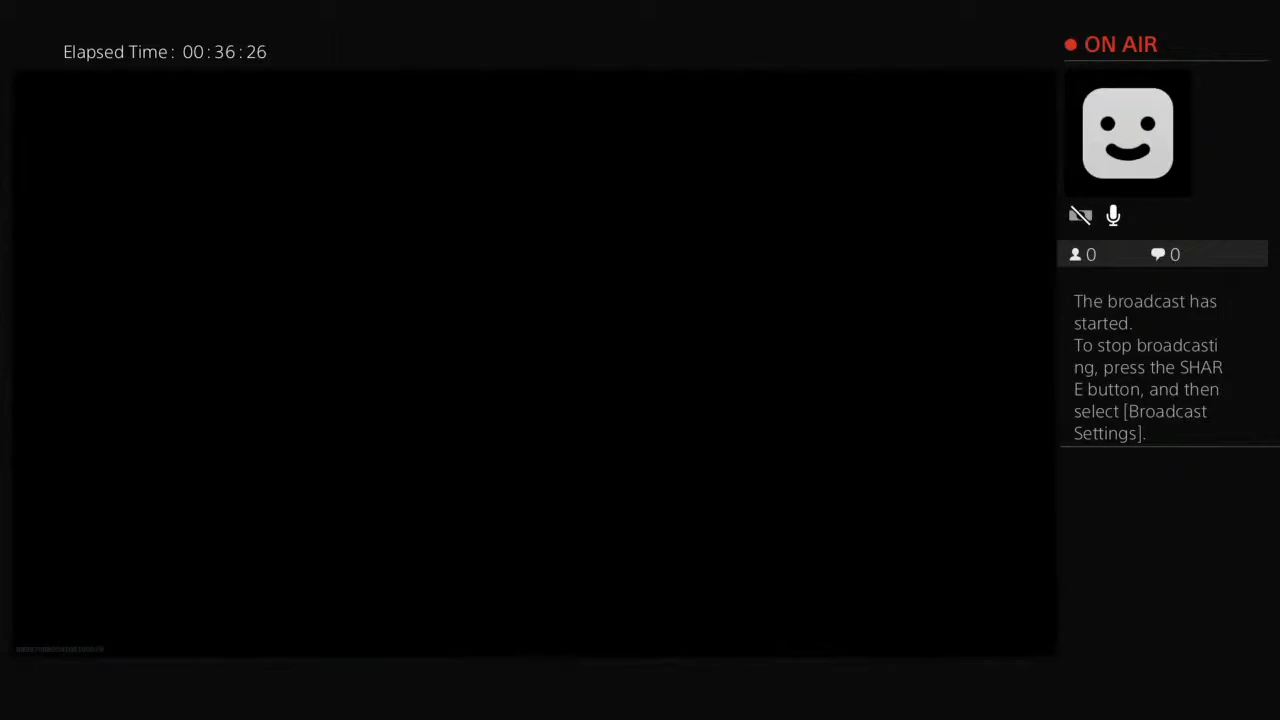 Elapsed Time: 00:36:26
ON AIR
0 0
The broadcast has
started.
To stop broadcasti
ng, press the SHAR
E button, and then
select [Broadcast
Settings].